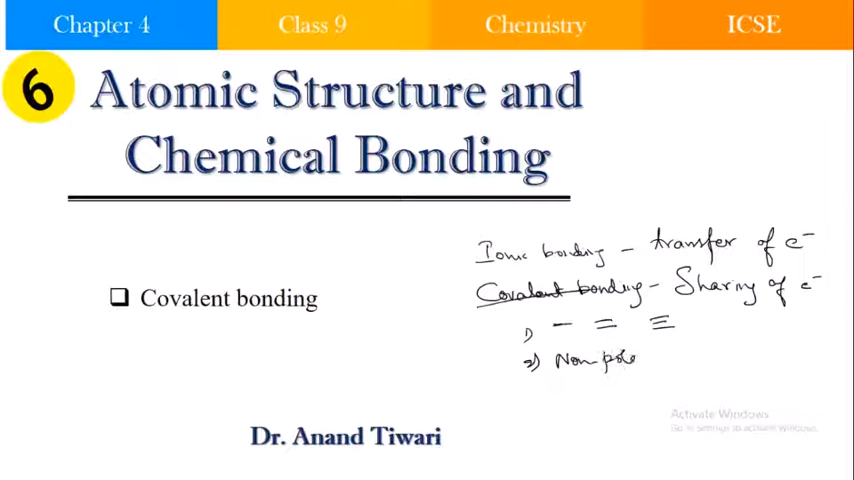 Chapter 4 Class 9 Chemistry ICSE
6
Atomic Structure and
Chemical Bonding
Ionic bonding - transfer of e⁻
❑ Covalent bonding
Covalent bonding - Sharing of e⁻
1) − = ≡
2) Non-pola
Activate Windows
Go to Settings to activate Windows.
Dr. Anand Tiwari